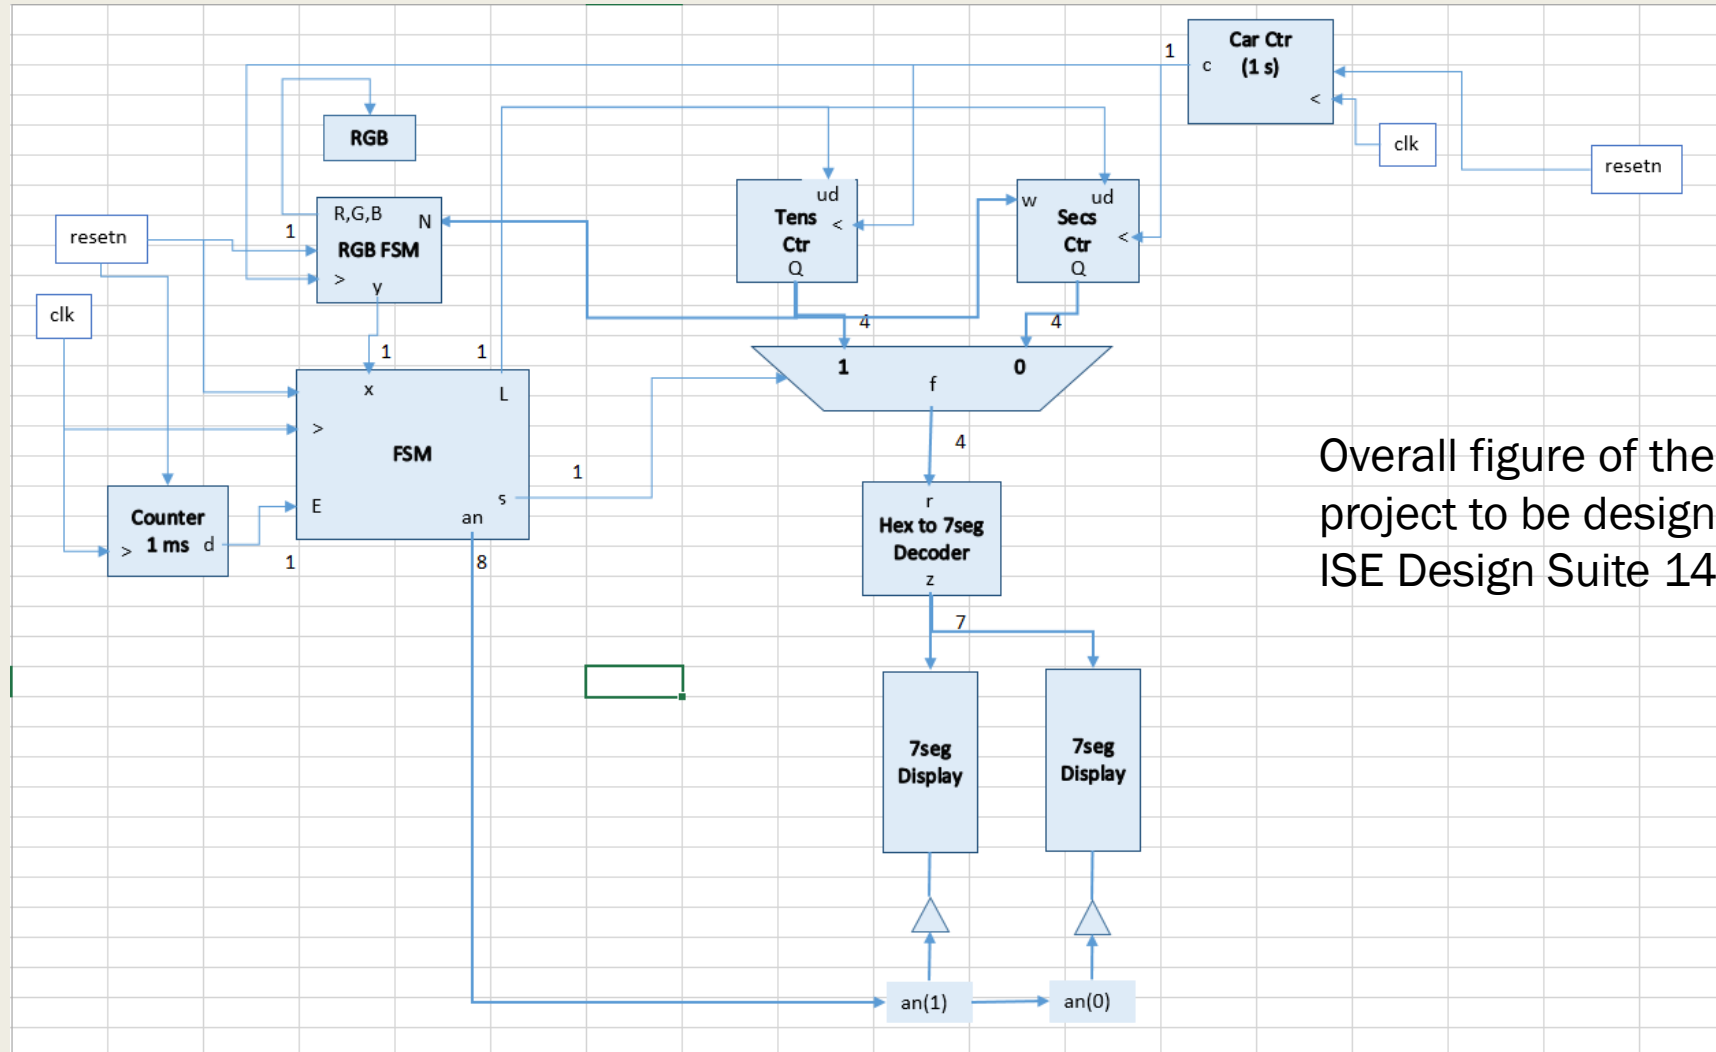 Car Ctr
(1 s)
1
c
<
clk
resetn
RGB
R,G,B
N
RGB FSM
>
y
1
resetn
clk
ud
Tens
Ctr
<
Q
w
ud
Secs
Ctr
<
Q
4
4
1
1
1
0
f
x
L
>
FSM
E
s
an
1
Counter
1 ms
>
d
1
8
4
r
Hex to 7seg
Decoder
z
7
Overall figure of the
project to be design
ISE Design Suite 14
7seg
Display
7seg
Display
an(1)
an(0)